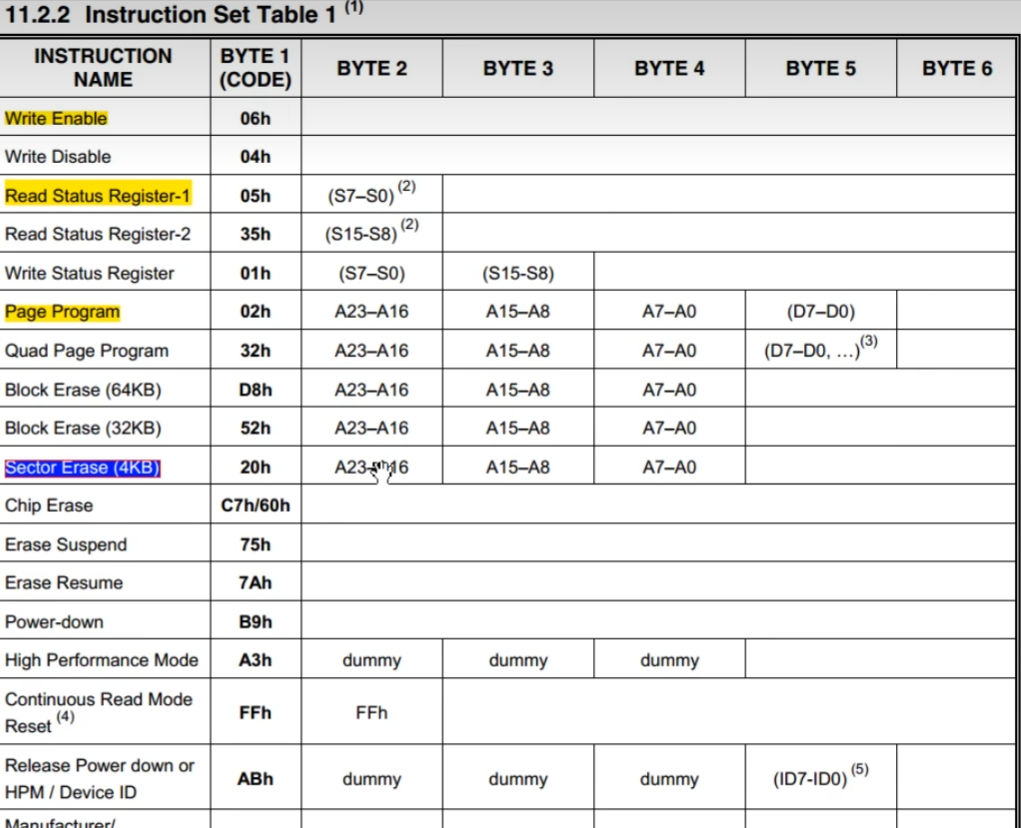 11.2.2 Instruction Set Table 1 (1)
INSTRUCTION NAME BYTE 1 (CODE) BYTE 2 BYTE 3 BYTE 4 BYTE 5 BYTE 6
Write Enable 06h
Write Disable 04h
Read Status Register-1 05h (S7–S0) (2)
Read Status Register-2 35h (S15-S8) (2)
Write Status Register 01h (S7–S0) (S15-S8)
Page Program 02h A23–A16 A15–A8 A7–A0 (D7–D0)
Quad Page Program 32h A23–A16 A15–A8 A7–A0 (D7–D0, …)(3)
Block Erase (64KB) D8h A23–A16 A15–A8 A7–A0
Block Erase (32KB) 52h A23–A16 A15–A8 A7–A0
Sector Erase (4KB) 20h A23–A16 A15–A8 A7–A0
Chip Erase C7h/60h
Erase Suspend 75h
Erase Resume 7Ah
Power-down B9h
High Performance Mode A3h dummy dummy dummy
Continuous Read Mode Reset (4) FFh FFh
Release Power down or HPM / Device ID ABh dummy dummy dummy (ID7-ID0) (5)
Manufacturer/